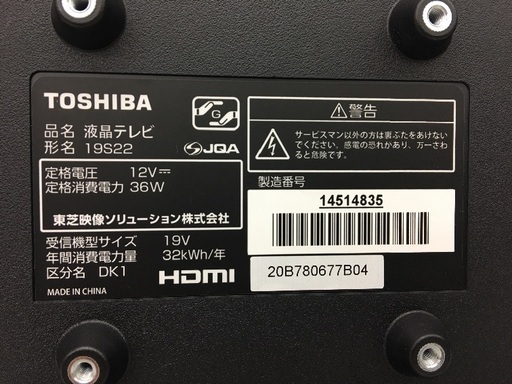 TOSHIBA
G
品名 液晶テレビ
形名 19S22
JQA
定格電圧 12V⎓
定格消費電力 36W
東芝映像ソリューション株式会社
受信機型サイズ 19V
年間消費電力量 32kWh/年
区分名 DK1
HDMI
MADE IN CHINA
警告
サービスマン以外の方は裏ぶたをあけない
でください。感電の恐れがあり、万一さわ
ると危険です。
製造番号
14514835
20B780677B04